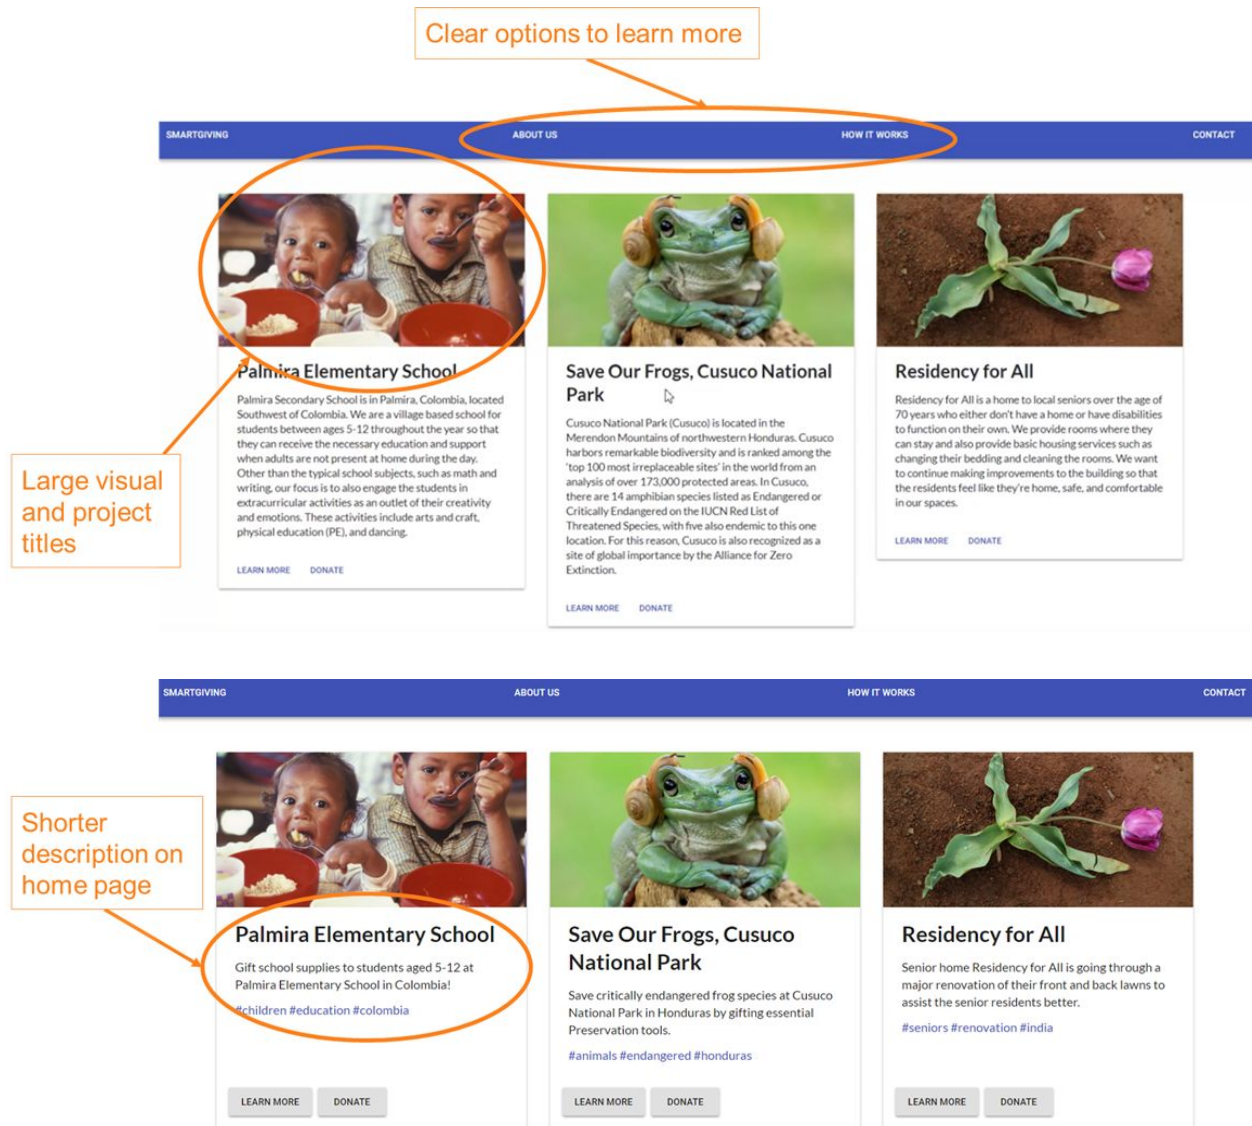 Clear options to learn more
SMARTGIVING
ABOUT US
HOW IT WORKS
CONTACT
Palmira Elementary School
Palmira Secondary School is in Palmira, Colombia, located
Southwest of Colombia. We are a village based school for
students between ages 5-12 throughout the year so that
they can receive the necessary education and support
when adults are not present at home during the day.
Other than the typical school subjects, such as math and
writing, our focus is to also engage the students in
extracurricular activities as an outlet of their creativity
and emotions. These activities include arts and craft,
physical education (PE), and dancing.
LEARN MORE
DONATE
Save Our Frogs, Cusuco National
Park
Cusuco National Park (Cusuco) is located in the
Merendon Mountains of northwestern Honduras. Cusuco
harbors remarkable biodiversity and is ranked among the
'top 100 most irreplaceable sites' in the world from an
analysis of over 173,000 protected areas. In Cusuco,
there are 14 amphibian species listed as Endangered or
Critically Endangered on the IUCN Red List of
Threatened Species, with five also endemic to this one
location. For this reason, Cusuco is also recognized as a
site of global importance by the Alliance for Zero
Extinction.
LEARN MORE
DONATE
Residency for All
Residency for All is a home to local seniors over the age of
70 years who either don't have a home or have disabilities
to function on their own. We provide rooms where they
can stay and also provide basic housing services such as
changing their bedding and cleaning the rooms. We want
to continue making improvements to the building so that
the residents feel like they're home, safe, and comfortable
in our spaces.
LEARN MORE
DONATE
Large visual
and project
titles
SMARTGIVING
ABOUT US
HOW IT WORKS
CONTACT
Shorter
description on
home page
Palmira Elementary School
Gift school supplies to students aged 5-12 at
Palmira Elementary School in Colombia!
#children #education #colombia
LEARN MORE
DONATE
Save Our Frogs, Cusuco
National Park
Save critically endangered frog species at Cusuco
National Park in Honduras by gifting essential
Preservation tools.
#animals #endangered #honduras
LEARN MORE
DONATE
Residency for All
Senior home Residency for All is going through a
major renovation of their front and back lawns to
assist the senior residents better.
#seniors #renovation #india
LEARN MORE
DONATE